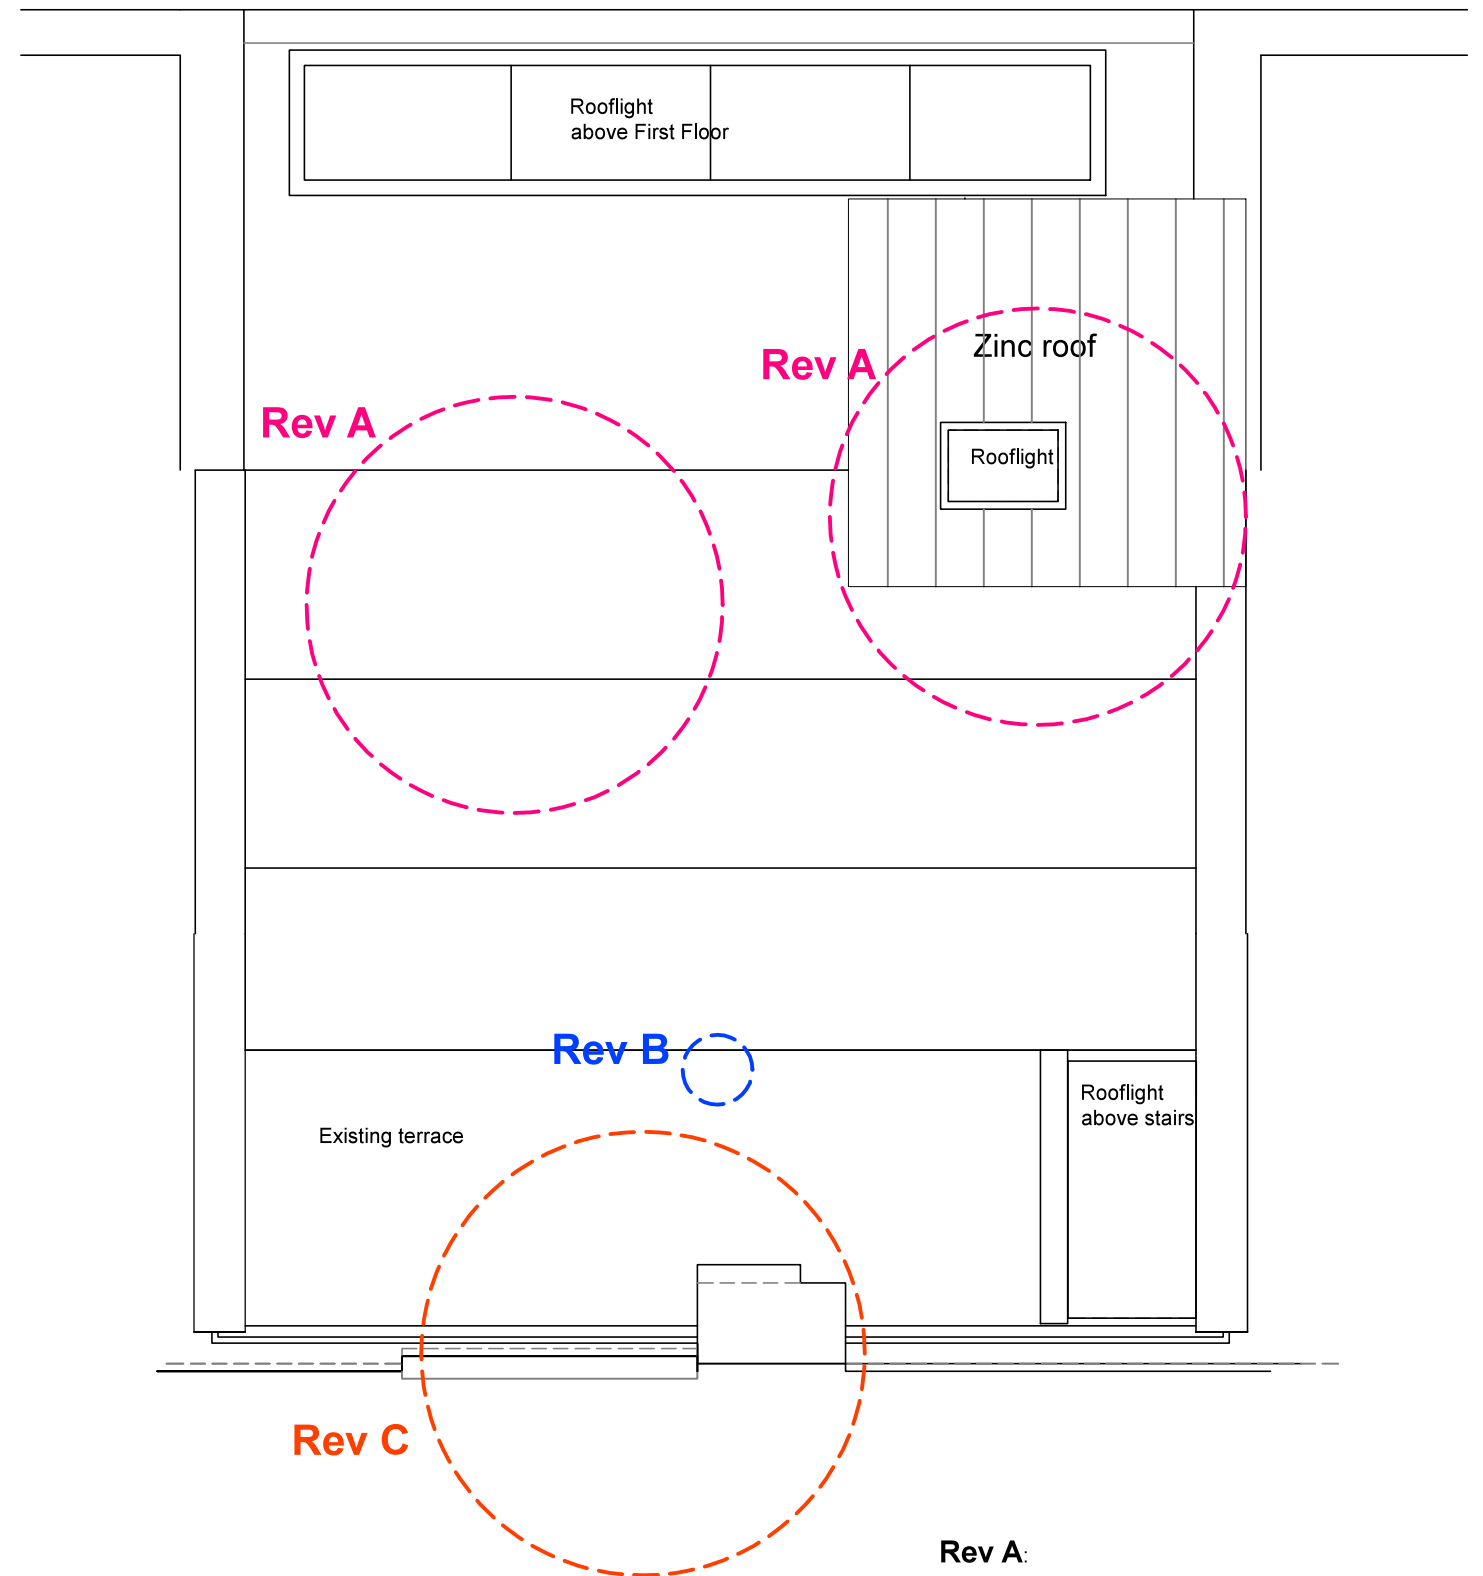 Rooflight
above First Floor
Zinc roof
Rev A
Rev A
Rooflight
Rev B
Rooflight
above stairs
Existing terrace
Rev C
Rev A: